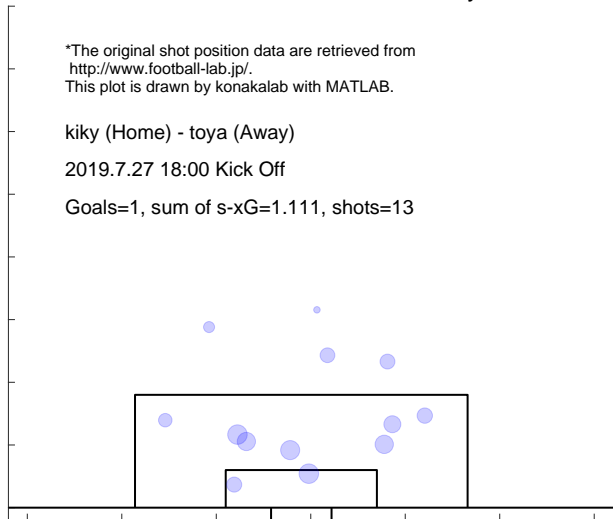 *The original shot position data are retrieved from
http://www.football-lab.jp/.
This plot is drawn by konakalab with MATLAB.
kiky (Home) - toya (Away)
2019.7.27 18:00 Kick Off
Goals=1, sum of s-xG=1.111, shots=13